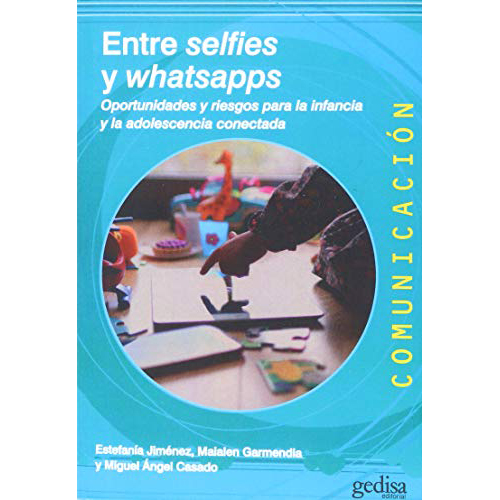 Entre selfies
y whatsapps
Oportunidades y riesgos para la infancia
y la adolescencia conectada
COMUNICACIÓN
Estefanía Jiménez, Maialen Garmendia
y Miguel Ángel Casado
gedisa
editorial